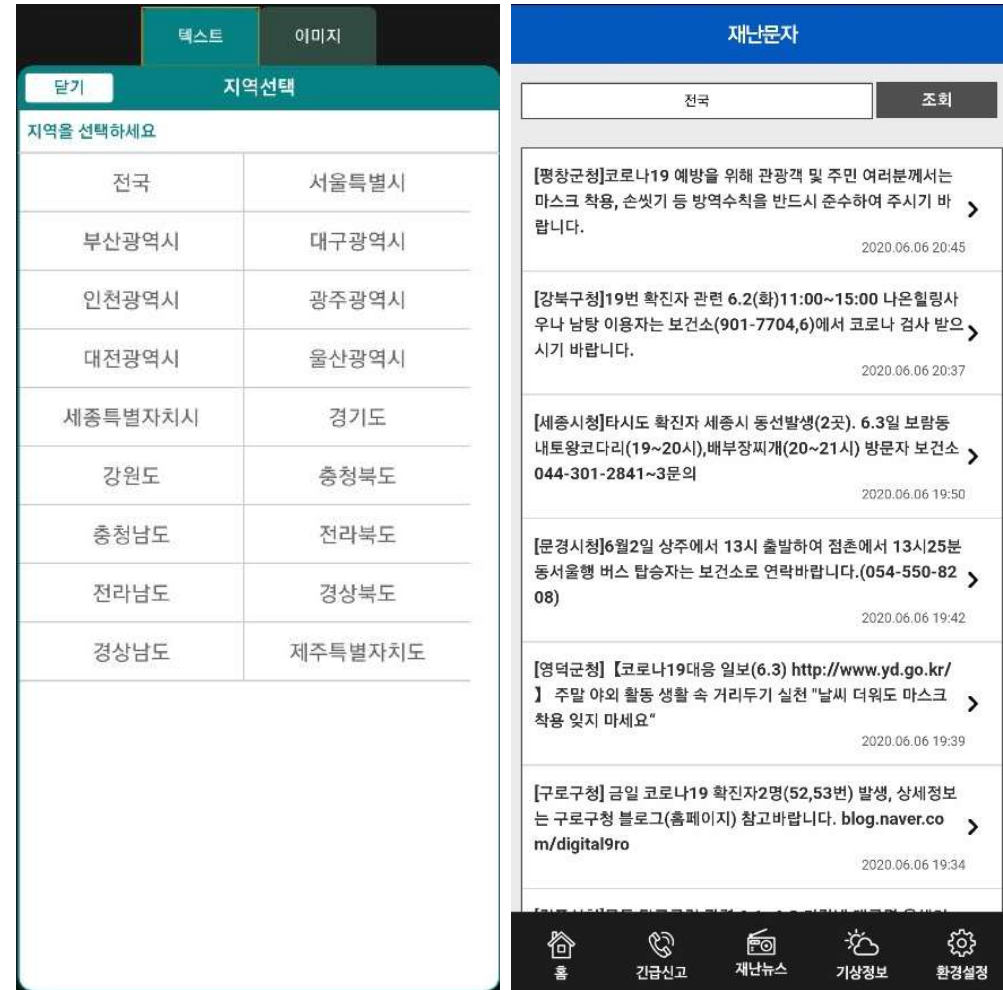 텍스트
이미지
닫기
지역선택
지역을 선택하세요
전국
서울특별시
부산광역시
대구광역시
인천광역시
광주광역시
대전광역시
울산광역시
세종특별자치시
경기도
강원도
충청북도
충청남도
전라북도
전라남도
경상북도
경상남도
제주특별자치도
재난문자
전국
조회
[평창군청]코로나19 예방을 위해 관광객 및 주민 여러분께서는
마스크 착용, 손씻기 등 방역수칙을 반드시 준수하여 주시기 바
랍니다.
2020.06.06 20:45
[강북구청]19번 확진자 관련 6.2(화)11:00~15:00 나온힐링사
우나 남탕 이용자는 보건소(901-7704,6)에서 코로나 검사 받으
시기 바랍니다.
2020.06.06 20:37
[세종시청]타시도 확진자 세종시 동선발생(2곳). 6.3일 보람동
내토왕코다리(19~20시),배부장찌개(20~21시) 방문자 보건소
044-301-2841~3문의
2020.06.06 19:50
[문경시청]6월2일 상주에서 13시 출발하여 점촌에서 13시25분
동서울행 버스 탑승자는 보건소로 연락바랍니다.(054-550-82
08)
2020.06.06 19:42
[영덕군청]【코로나19대응 일보(6.3) http://www.yd.go.kr/
】 주말 야외 활동 생활 속 거리두기 실천 "날씨 더워도 마스크
착용 잊지 마세요“
2020.06.06 19:39
[구로구청] 금일 코로나19 확진자2명(52,53번) 발생, 상세정보
는 구로구청 블로그(홈페이지) 참고바랍니다. blog.naver.co
m/digital9ro
2020.06.06 19:34
홈
긴급신고
재난뉴스
기상정보
환경설정